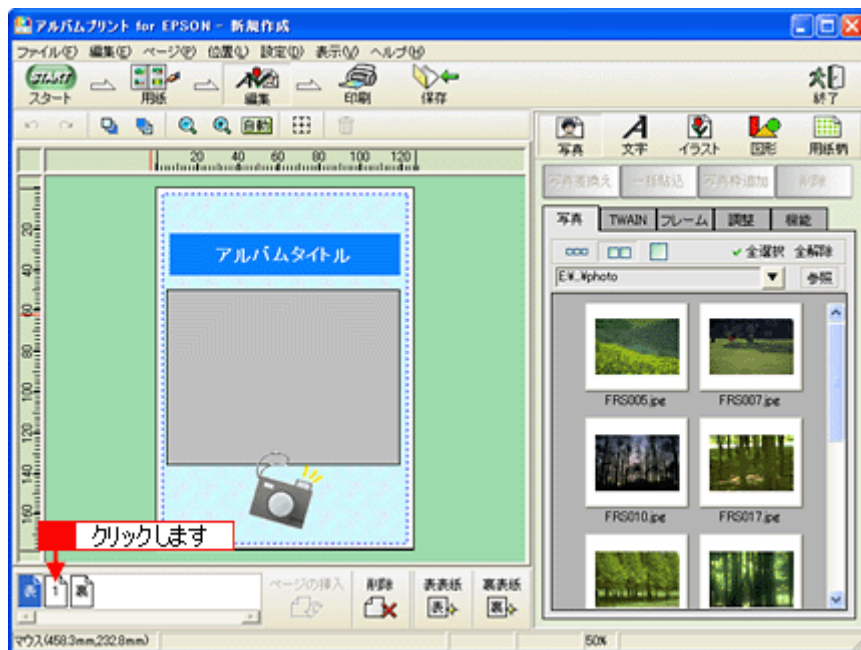 アルバムプリント for EPSON - 新規作成
ファイル(F) 編集(E) ページ(P) 位置(L) 設定(D) 表示(V) ヘルプ(H)
スタート 用紙 編集 印刷 保存 終了
自動
写真 文字 イラスト 図形 用紙柄
写真差換え 一括貼込 写真枠追加 削除
20 40 60 80 100 120
写真 TWAIN フレーム 調整 機能
全選択 全解除
E:¥..¥photo 参照
20
40
60
80
100
120
140
160
アルバムタイトル
FRS005.jpe FRS007.jpe
FRS010.jpe FRS017.jpe
クリックします
表 1 裏
ページの挿入 削除 表表紙 裏表紙
表 裏
マウス(458.3mm,232.8mm) 50%